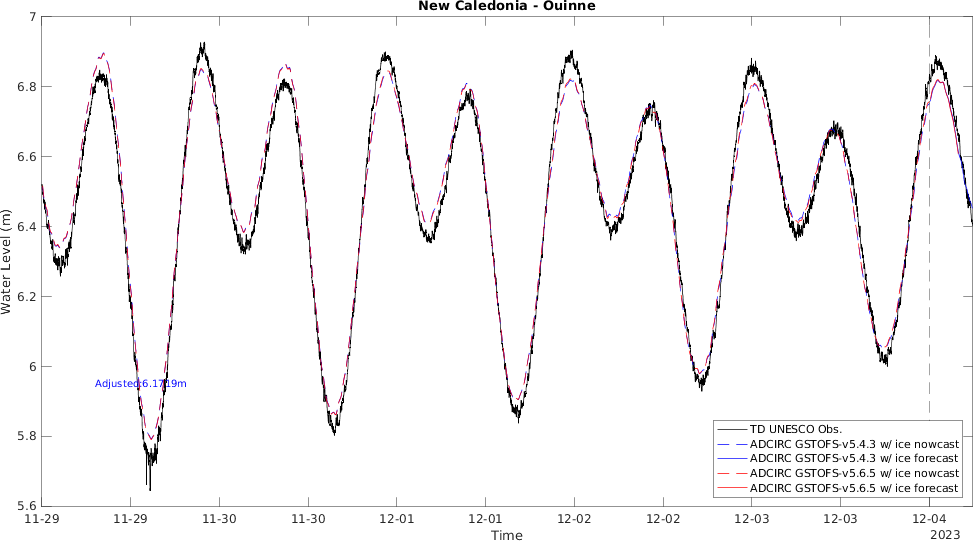 New Caledonia - Ouinne
7
6.8
6.6
6.4
6.2
6
5.8
5.6
Water Level (m)
Adjusted:6.1719m
TD UNESCO Obs.
ADCIRC GSTOFS-v5.4.3 w/ ice nowcast
ADCIRC GSTOFS-v5.4.3 w/ ice forecast
ADCIRC GSTOFS-v5.6.5 w/ ice nowcast
ADCIRC GSTOFS-v5.6.5 w/ ice forecast
11-29 11-29 11-30 11-30 12-01 12-01 12-02 12-02 12-03 12-03 12-04
Time
2023